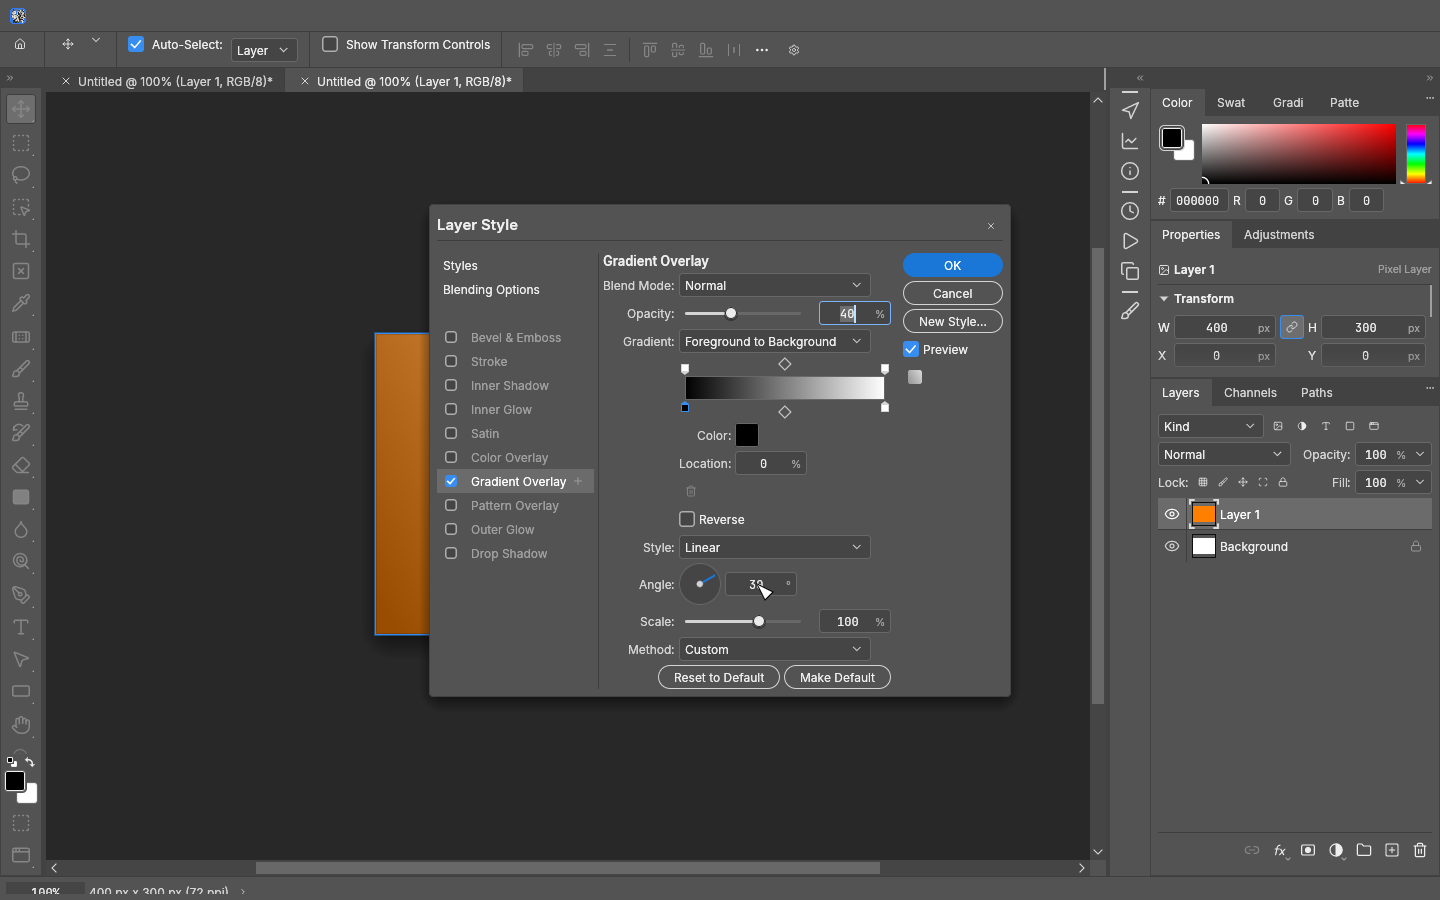 Auto-Select:
Layer
Show Transform Controls
Untitled @ 100% (Layer 1, RGB/8)*
Untitled @ 100% (Layer 1, RGB/8)*
Color
Swat
Gradi
Patte
# 000000 R 0 G 0 B 0
Properties
Adjustments
Layer 1
Pixel Layer
Transform
W 400 px H 300 px
X 0 px Y 0 px
Layers
Channels
Paths
Kind
Normal
Opacity: 100 %
Lock:
Fill: 100 %
Layer 1
Background
Layer Style
Styles
Blending Options
Bevel & Emboss
Stroke
Inner Shadow
Inner Glow
Satin
Color Overlay
Gradient Overlay +
Pattern Overlay
Outer Glow
Drop Shadow
Gradient Overlay
Blend Mode: Normal
Opacity: 40 %
Gradient: Foreground to Background
Color:
Location: 0 %
Reverse
Style: Linear
Angle: 30 °
Scale: 100 %
Method: Custom
Reset to Default
Make Default
OK
Cancel
New Style...
Preview
100%
400 px x 300 px (72 ppi)